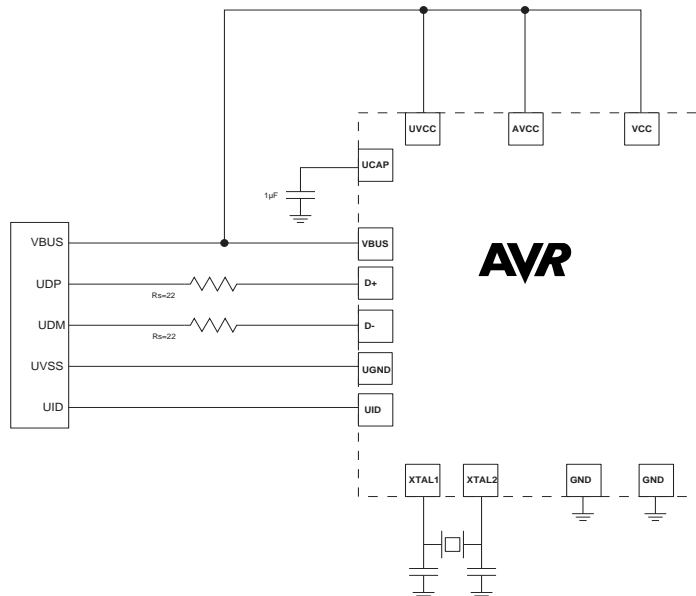 UVCC
AVCC
VCC
UCAP
1µF
VBUS
VBUS
AVR
UDP
Rs=22
D+
UDM
Rs=22
D-
UVSS
UGND
UID
UID
XTAL1
XTAL2
GND
GND